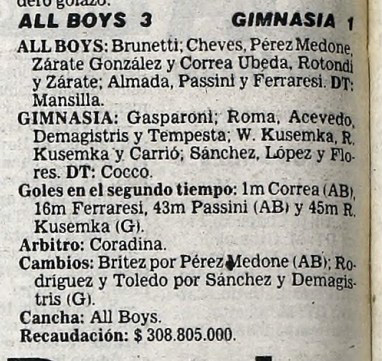 dero golazo.
ALL BOYS 3 GIMNASIA 1
ALL BOYS: Brunetti; Cheves, Pérez Medone,
Zárate González y Correa Ubeda, Rotondi
y Zárate; Almada, Passini y Ferraresi. DT:
Mansilla.
GIMNASIA: Gasparoni; Roma, Acevedo,
Demagistris y Tempesta; W. Kusemka, R.
Kusemka y Carrió; Sánchez, López y Flo-
res. DT: Cocco.
Goles en el segundo tiempo: 1m Correa (AB),
16m Ferraresi, 43m Passini (AB) y 45m R.
Kusemka (G).
Arbitro: Coradina.
Cambios: Britez por Pérez Medone (AB); Ro-
dríguez y Toledo por Sánchez y Demagis-
tris (G).
Cancha: All Boys.
Recaudación: $ 308.805.000.